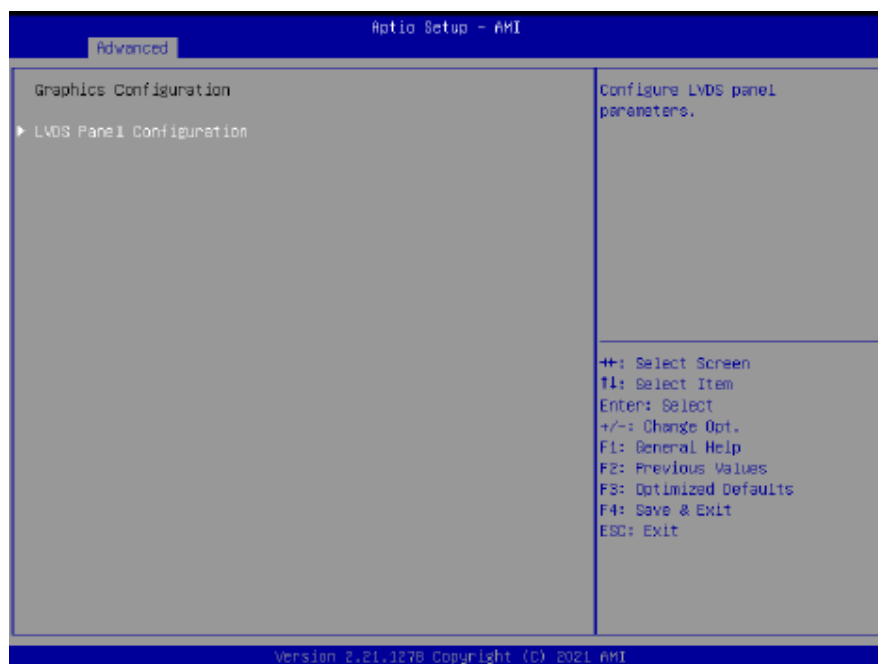 Aptio Setup - AMI
Advanced
Graphics Configuration
▶ LVDS Panel Configuration
Configure LVDS panel
parameters.
→←: Select Screen
↑↓: Select Item
Enter: Select
+/-: Change Opt.
F1: General Help
F2: Previous Values
F3: Optimized Defaults
F4: Save & Exit
ESC: Exit
Version 2.21.1278 Copyright (C) 2021 AMI